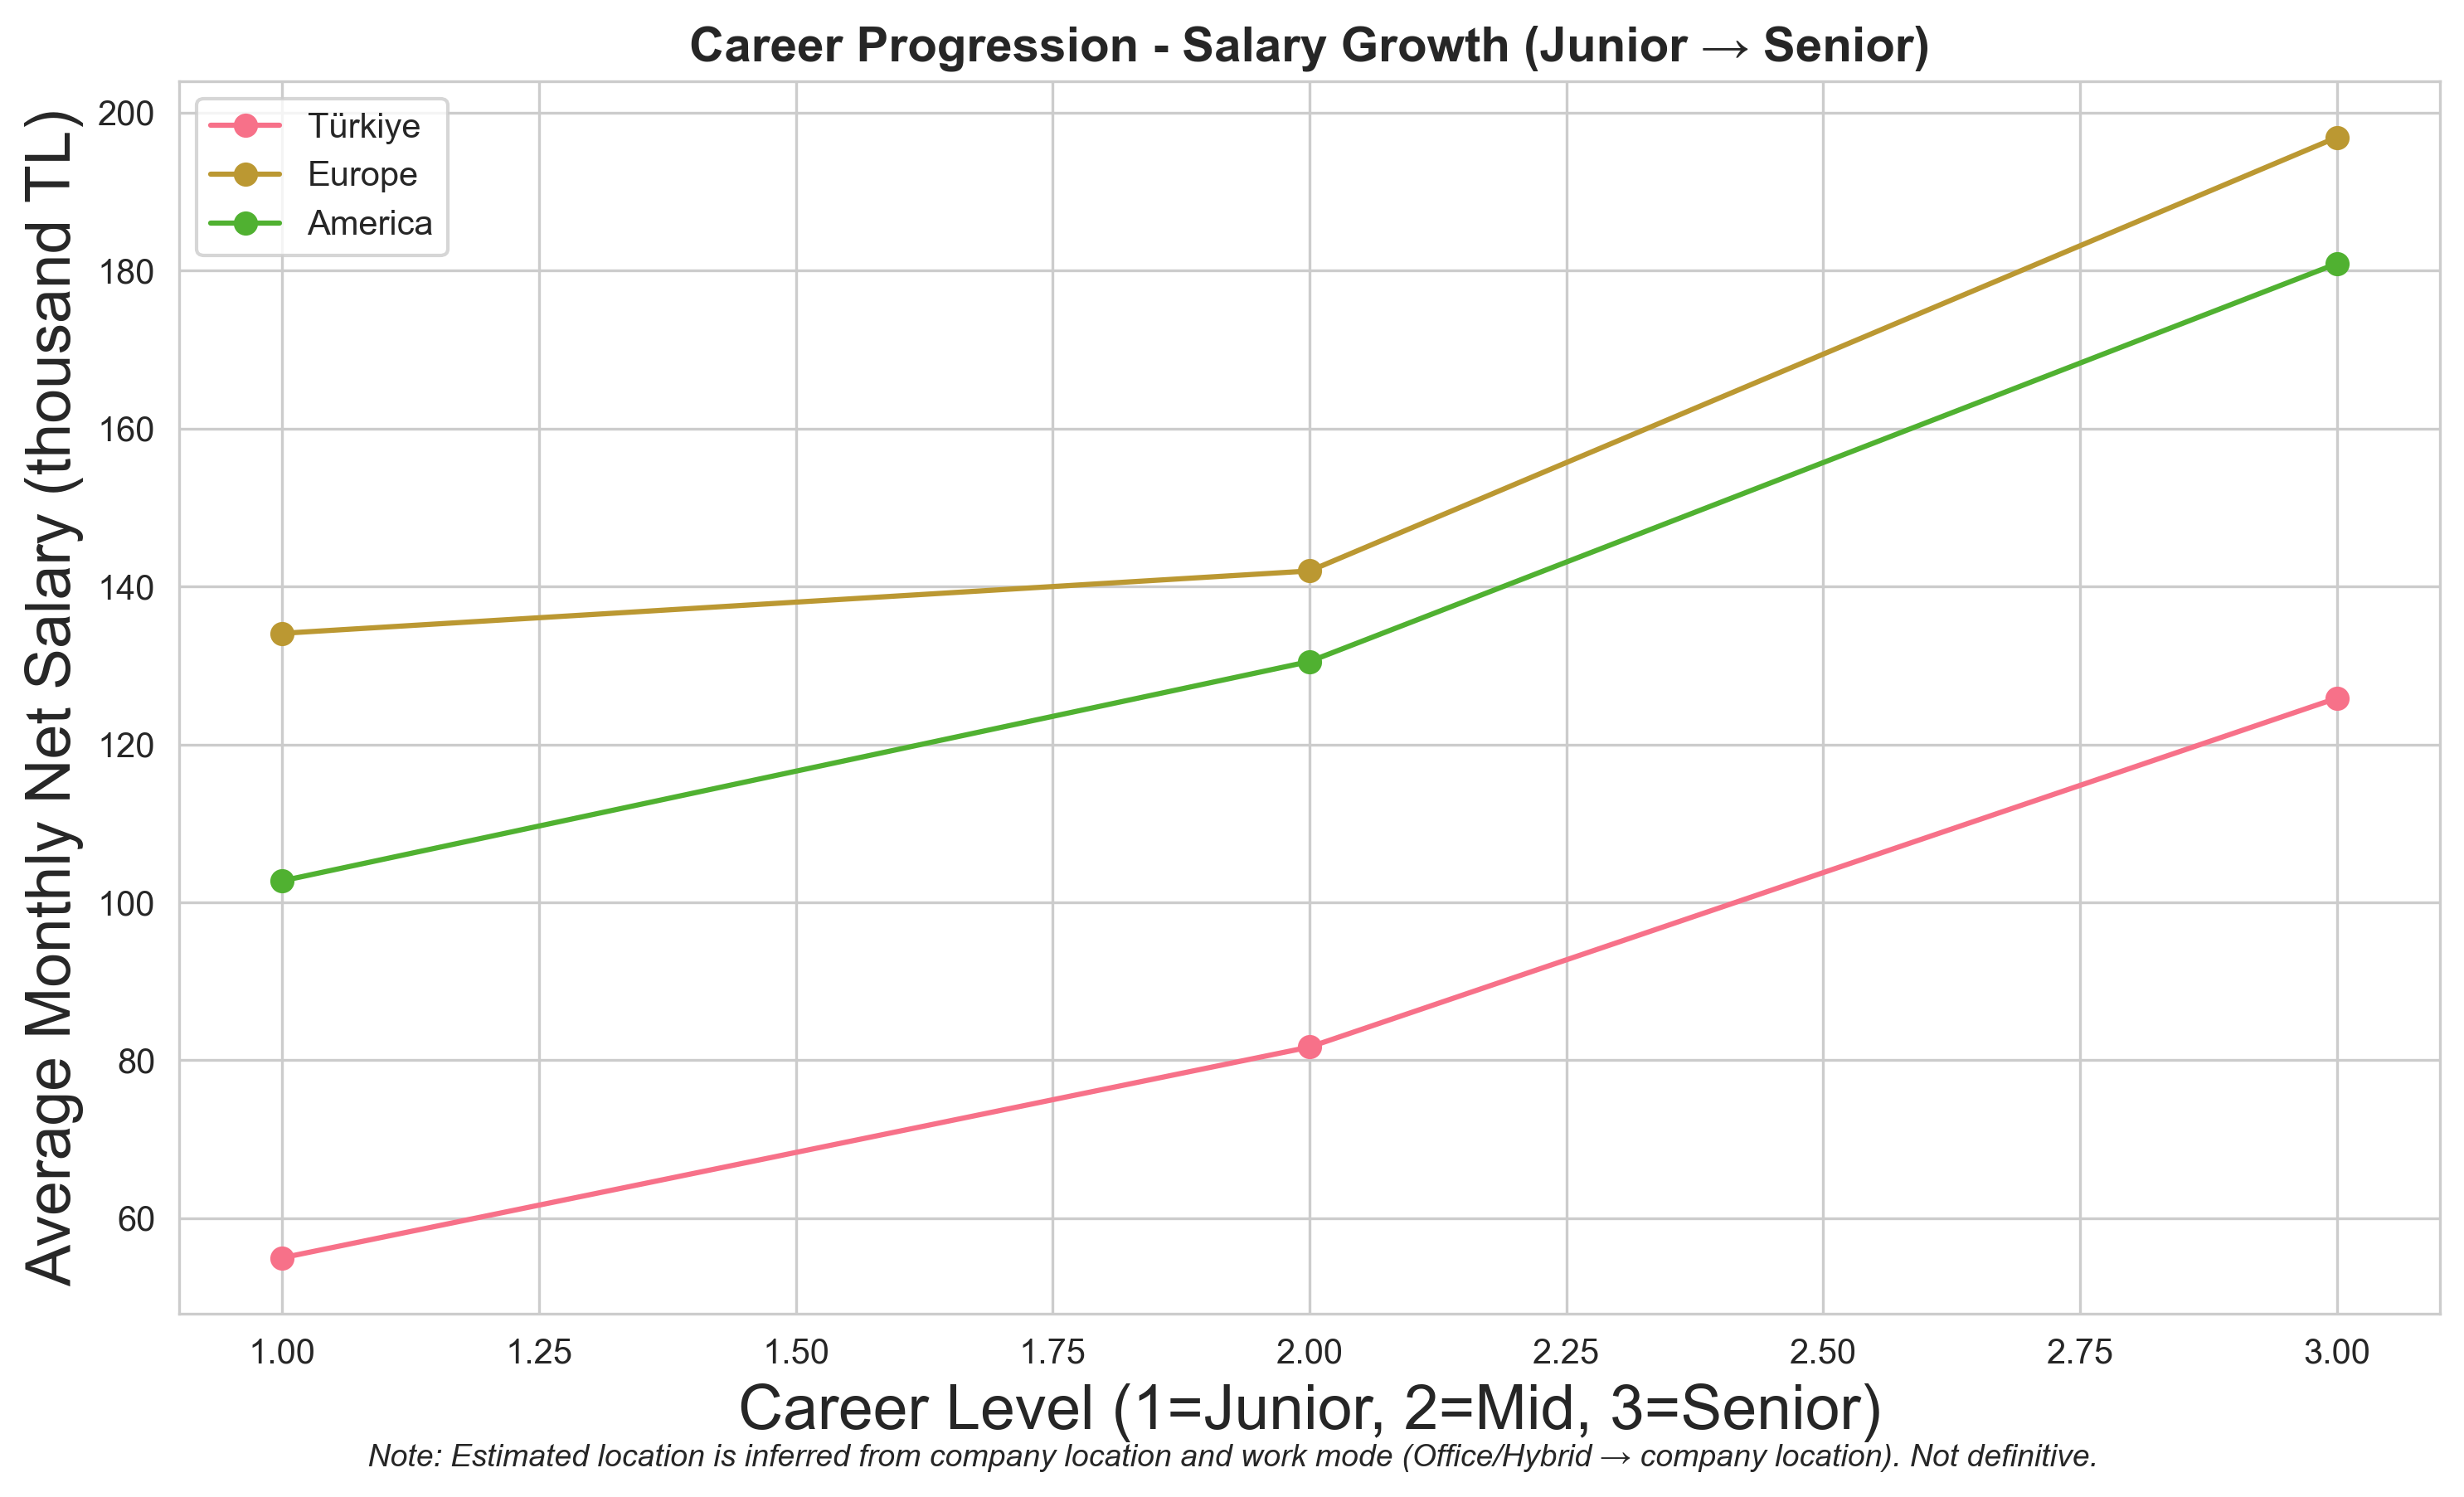 Career Progression - Salary Growth (Junior → Senior)
Average Monthly Net Salary (thousand TL)
200
180
160
140
120
100
80
60
Türkiye
Europe
America
1.00 1.25 1.50 1.75 2.00 2.25 2.50 2.75 3.00
Career Level (1=Junior, 2=Mid, 3=Senior)
Note: Estimated location is inferred from company location and work mode (Office/Hybrid → company location). Not definitive.